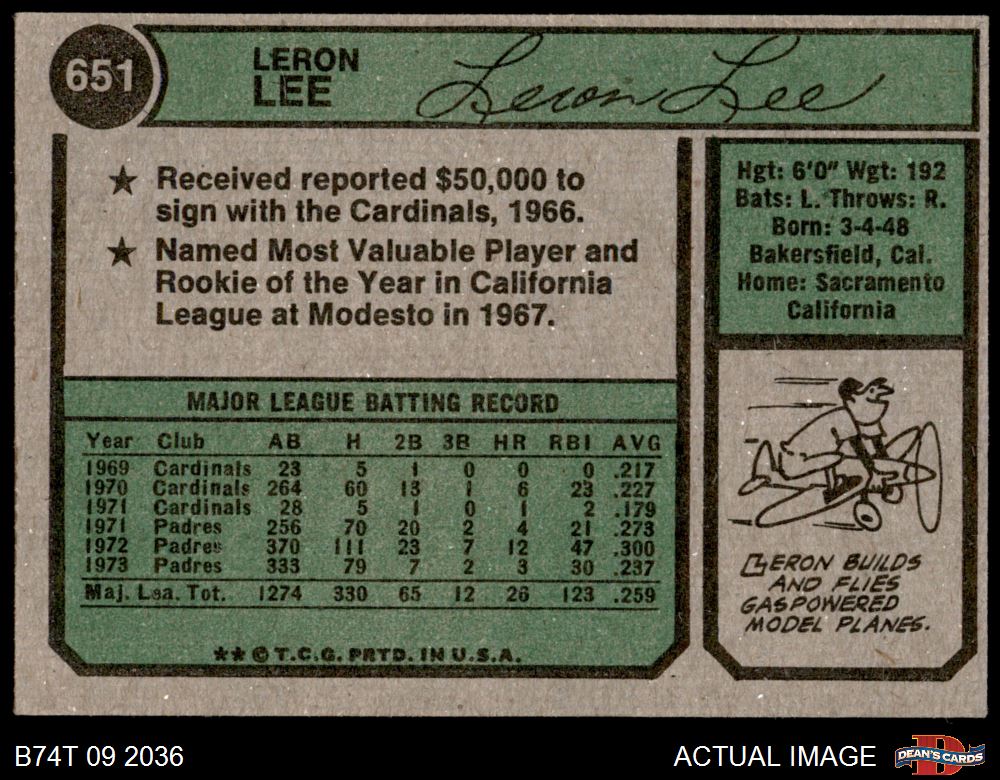 651
LERON
LEE
Leron Lee
★ Received reported $50,000 to
sign with the Cardinals, 1966.
★ Named Most Valuable Player and
Rookie of the Year in California
League at Modesto in 1967.
Hgt: 6'0" Wgt: 192
Bats: L. Throws: R.
Born: 3-4-48
Bakersfield, Cal.
Home: Sacramento
California
MAJOR LEAGUE BATTING RECORD
Year Club AB H 2B 3B HR RBI AVG
1969 Cardinals 23 5 1 0 0 0 .217
1970 Cardinals 264 60 13 1 6 23 .227
1971 Cardinals 28 5 1 0 1 2 .179
1971 Padres 256 70 20 2 4 21 .273
1972 Padres 370 111 23 7 12 47 .300
1973 Padres 333 79 7 2 3 30 .237
Maj. Lea. Tot. 1274 330 65 12 26 123 .259
★★ © T.C.G. PRTD. IN U.S.A.
LERON BUILDS
AND FLIES
GASPOWERED
MODEL PLANES.
B74T 09 2036
ACTUAL IMAGE
D
DEAN'S CARDS